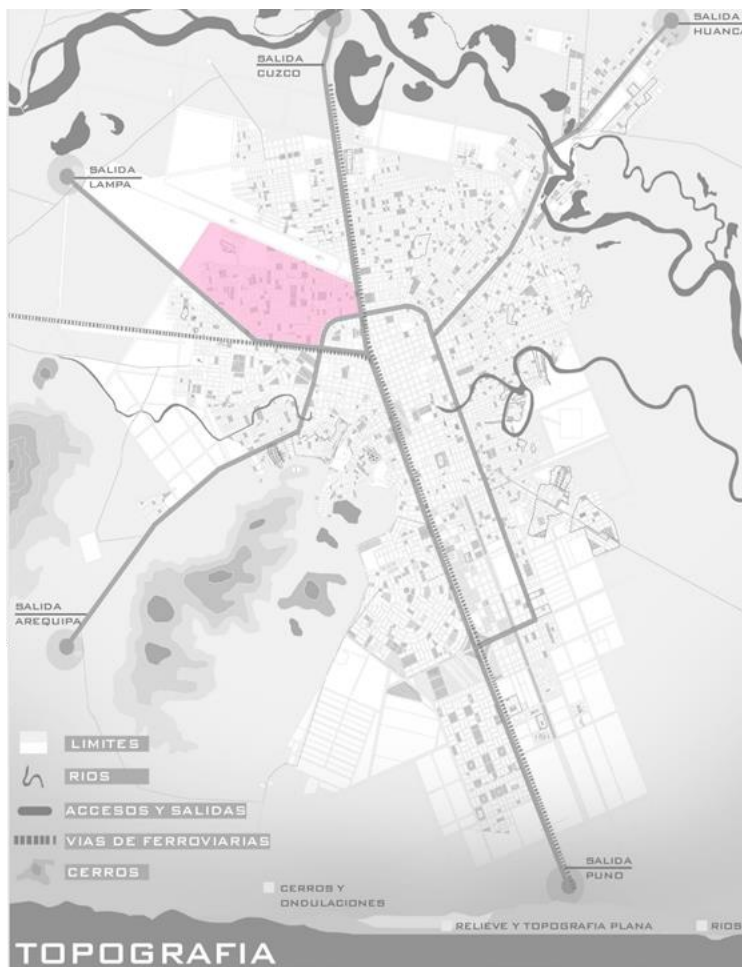 SALIDA
HUANCA
SALIDA
CUZCO
SALIDA
LAMPA
SALIDA
AREQUIPA
LIMITES
RIOS
ACCESOS Y SALIDAS
VIAS DE FERROVIARIAS
CERROS
SALIDA
PUNO
CERROS Y
ONDULACIONES
RELIEVE Y TOPOGRAFIA PLANA
RIOS
TOPOGRAFIA